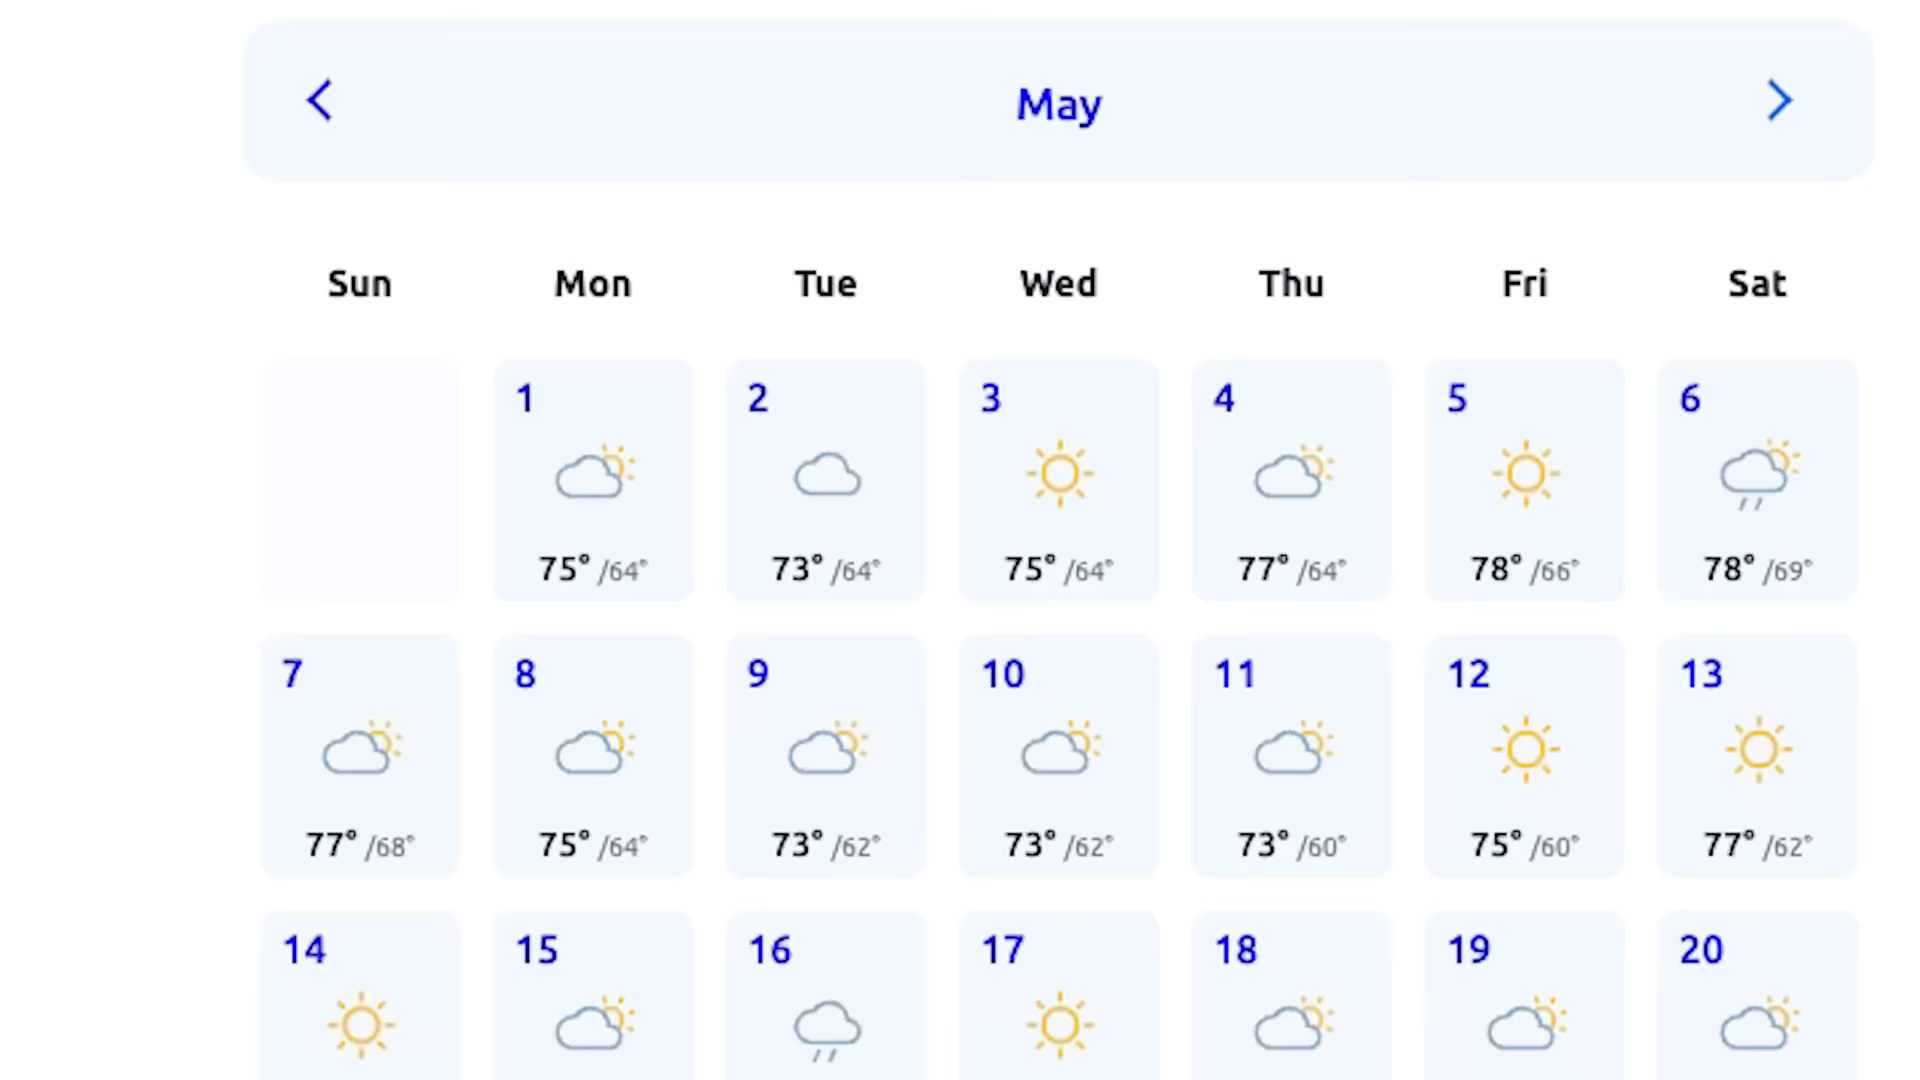 May
Sun Mon Tue Wed Thu Fri Sat
1 2 3 4 5 6
75° /64° 73° /64° 75° /64° 77° /64° 78° /66° 78° /69°
7 8 9 10 11 12 13
77° /68° 75° /64° 73° /62° 73° /62° 73° /60° 75° /60° 77° /62°
14 15 16 17 18 19 20